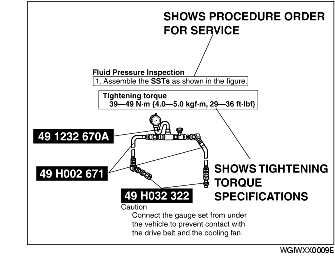 SHOWS PROCEDURE ORDER
FOR SERVICE
Fluid Pressure Inspection
1. Assemble the SSTs as shown in the figure.
Tightening torque
39—49 N·m {4.0—5.0 kgf-m, 29—36 ft-lbf}
49 1232 670A
49 H002 671
SHOWS TIGHTENING
TORQUE
SPECIFICATIONS
49 H032 322
Caution
Connect the gauge set from under
the vehicle to prevent contact with
the drive belt and the cooling fan
WGIWXX0009E